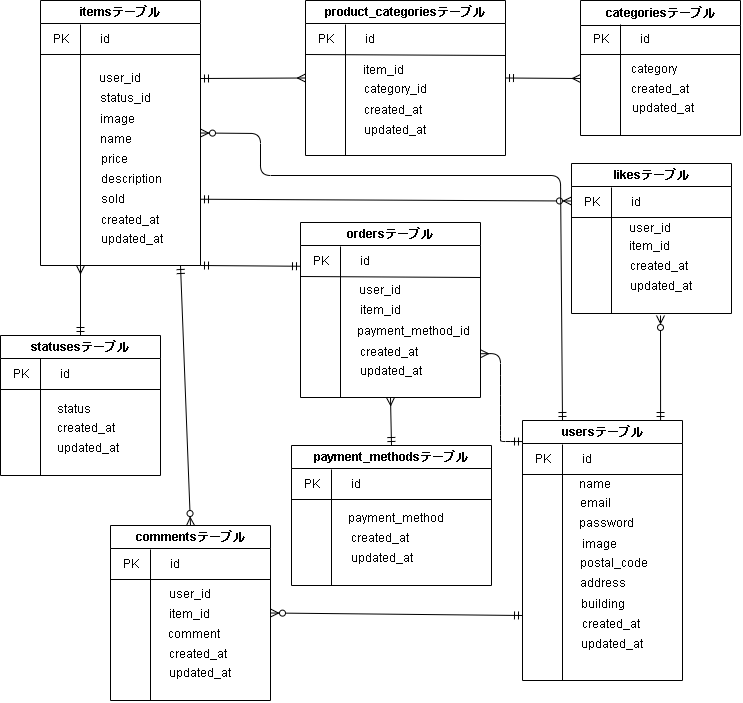 itemsテーブル
PK id
user_id
status_id
image
name
price
description
sold
created_at
updated_at
product_categoriesテーブル
PK id
item_id
category_id
created_at
updated_at
categoriesテーブル
PK id
category
created_at
updated_at
likesテーブル
PK id
user_id
item_id
created_at
updated_at
ordersテーブル
PK id
user_id
item_id
payment_method_id
created_at
updated_at
statusesテーブル
PK id
status
created_at
updated_at
payment_methodsテーブル
PK id
payment_method
created_at
updated_at
usersテーブル
PK id
name
email
password
image
postal_code
address
building
created_at
updated_at
commentsテーブル
PK id
user_id
item_id
comment
created_at
updated_at